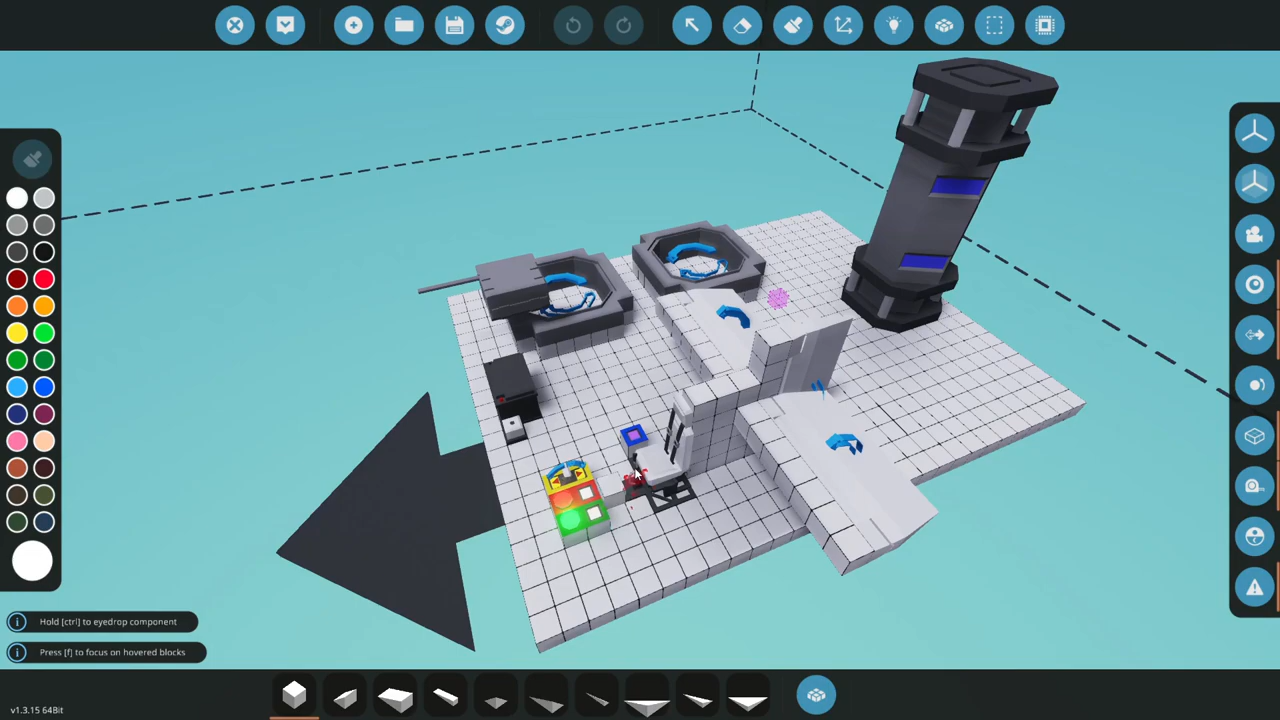 Hold [ctrl] to eyedrop component
Press [f] to focus on hovered blocks
v1.3.15 64Bit